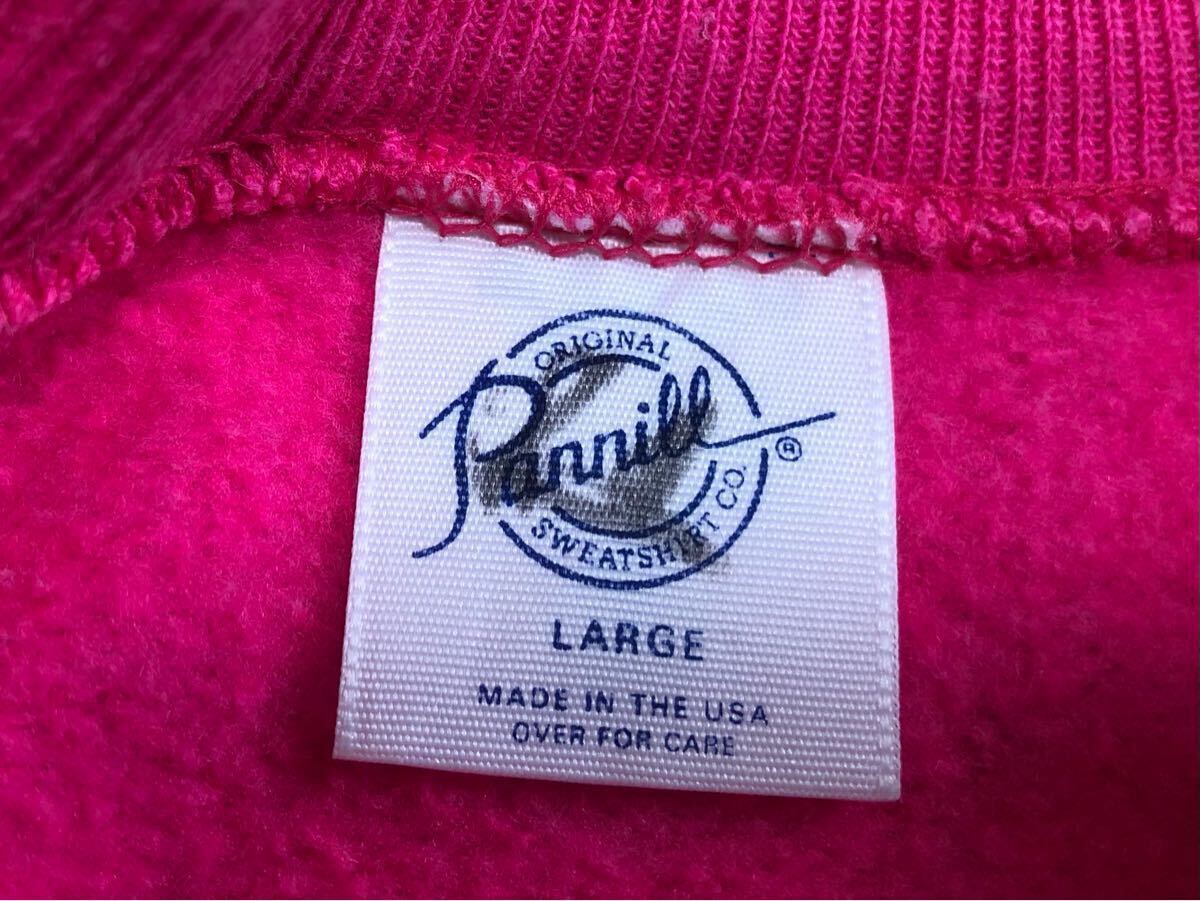 ORIGINAL
Pannill®
SWEATSHIRT CO.
LARGE
MADE IN THE USA
OVER FOR CARE